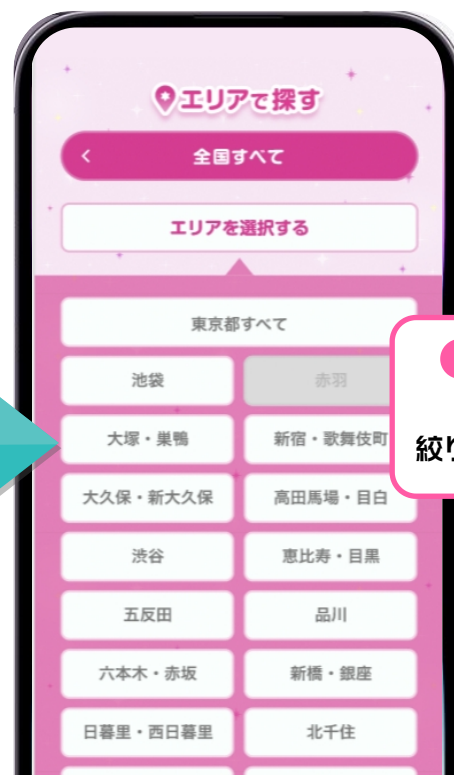 エリアで探す
全国すべて
エリアを選択する
東京都すべて
池袋
赤羽
大塚・巣鴨
新宿・歌舞伎町
絞り
大久保・新大久保
高田馬場・目白
渋谷
恵比寿・目黒
五反田
品川
六本木・赤坂
新橋・銀座
日暮里・西日暮里
北千住